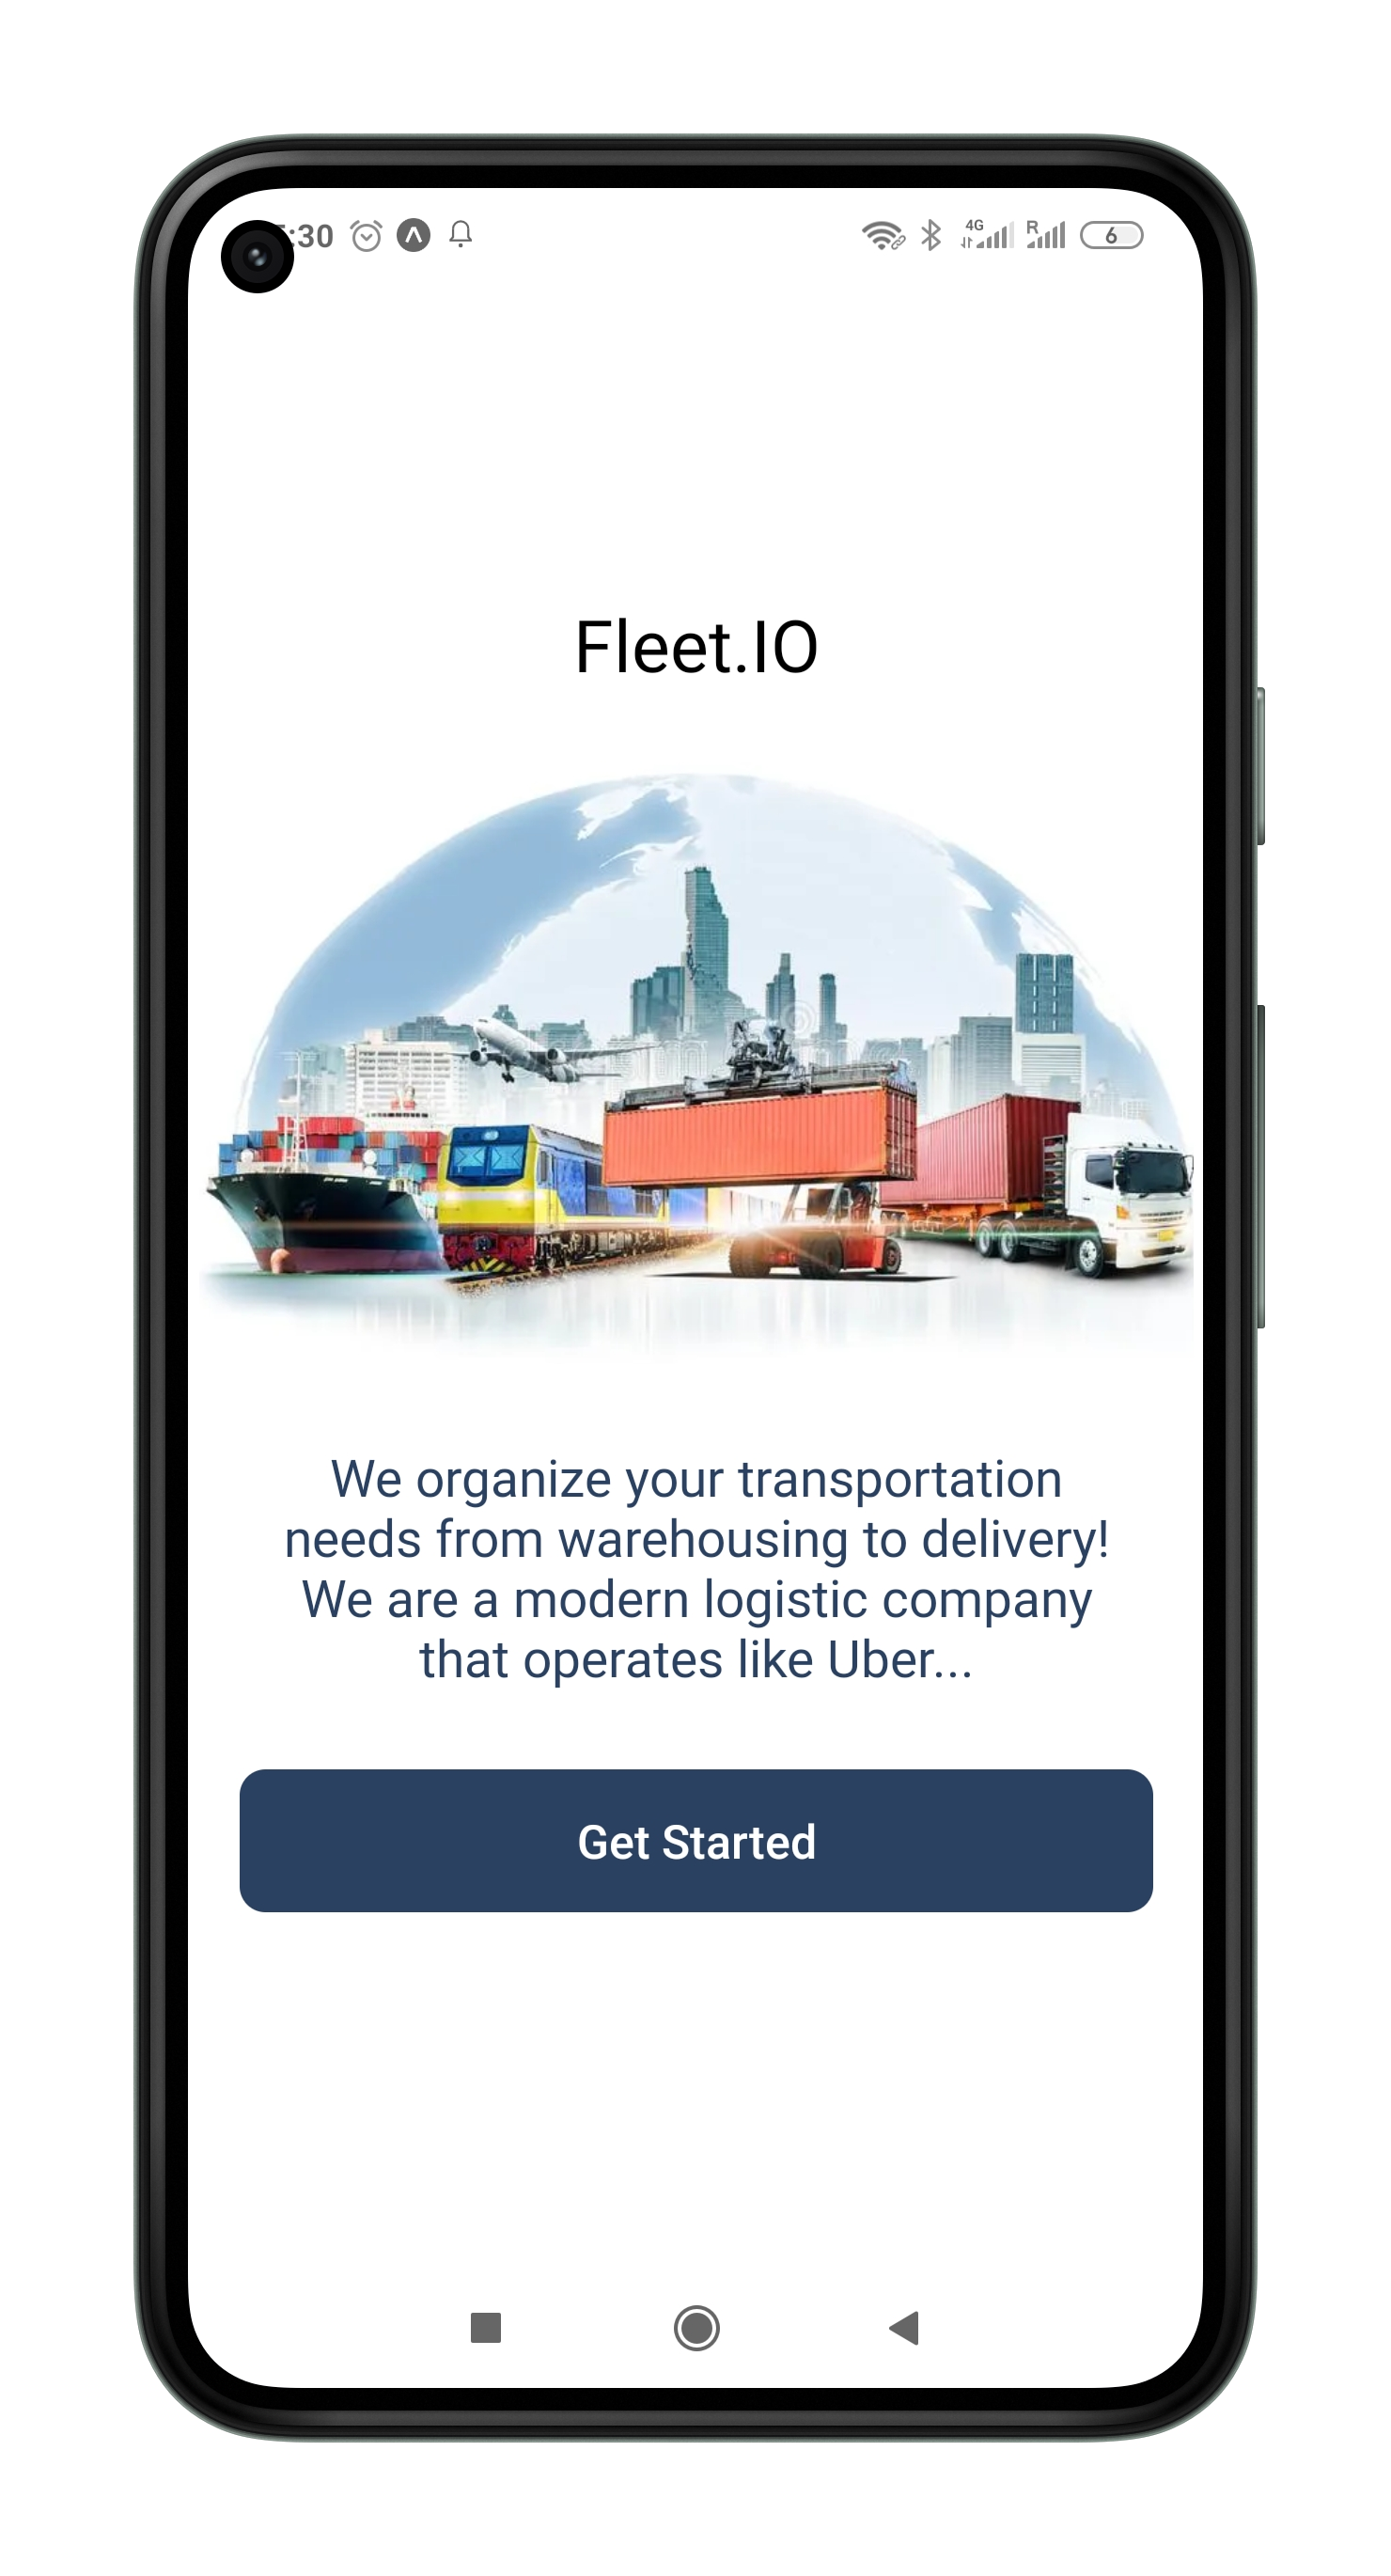 :30
4G
R
6
Fleet.IO
We organize your transportation
needs from warehousing to delivery!
We are a modern logistic company
that operates like Uber...
Get Started